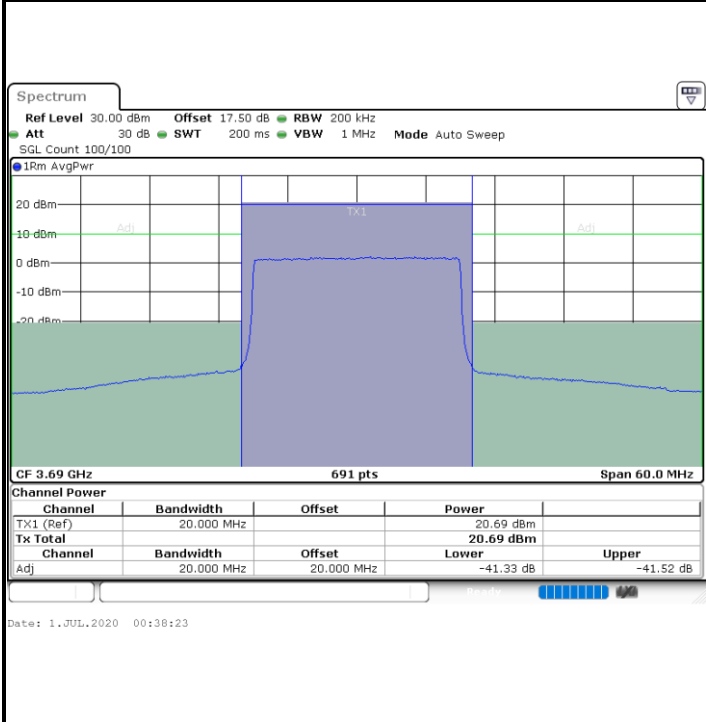 Spectrum
Ref Level 30.00 dBm Offset 17.50 dB RBW 200 kHz
Att 30 dB SWT 200 ms VBW 1 MHz Mode Auto Sweep
SGL Count 100/100
1Rm AvgPwr
20 dBm
TX1
Adj
Adj
10 dBm
0 dBm
-10 dBm
-20 dBm
CF 3.69 GHz 691 pts Span 60.0 MHz
Channel Power
Channel Bandwidth Offset Power
TX1 (Ref) 20.000 MHz 20.69 dBm
Tx Total 20.69 dBm
Channel Bandwidth Offset Lower Upper
Adj 20.000 MHz 20.000 MHz -41.33 dB -41.52 dB
Ready
Date: 1.JUL.2020 00:38:23